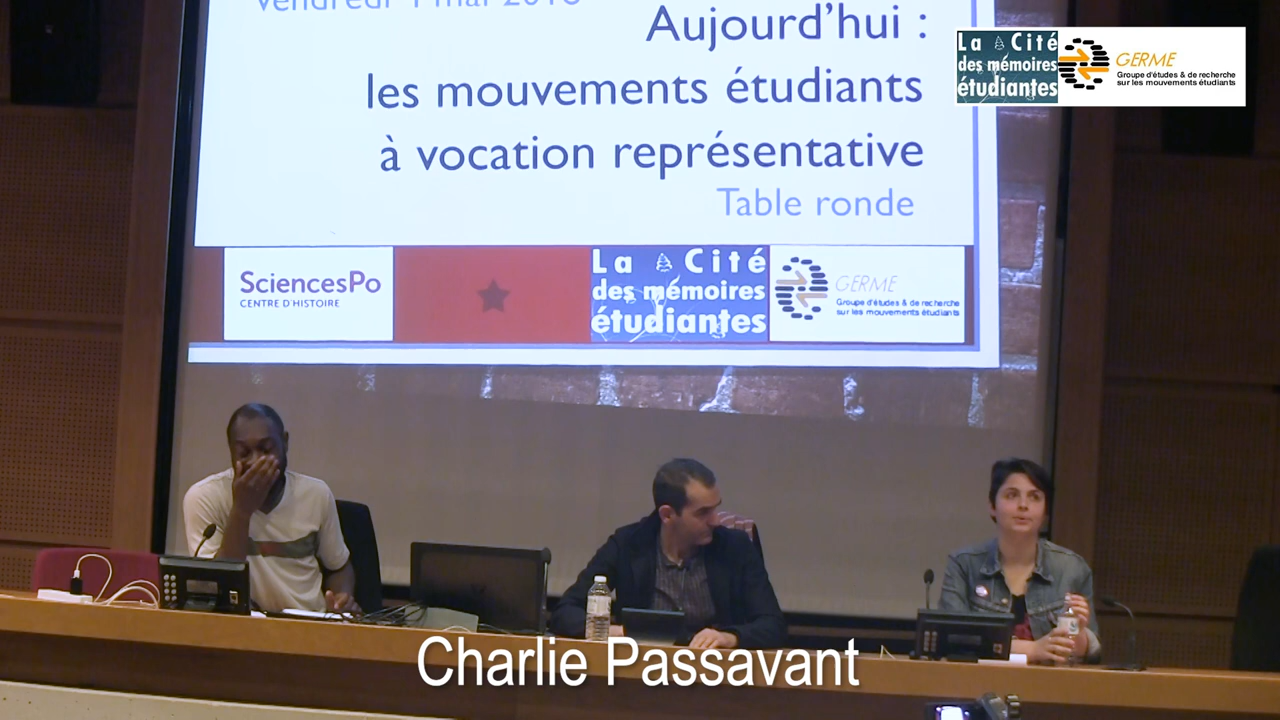 Aujourd'hui :
les mouvements étudiants
à vocation représentative
Table ronde
SciencesPo
CENTRE D'HISTOIRE
La Cité
des mémoires
étudiantes
GERME
Groupe d'études & de recherche
sur les mouvements étudiants
La Cité
des mémoires
étudiantes
GERME
Groupe d'études & de recherche
sur les mouvements étudiants
Charlie Passavant